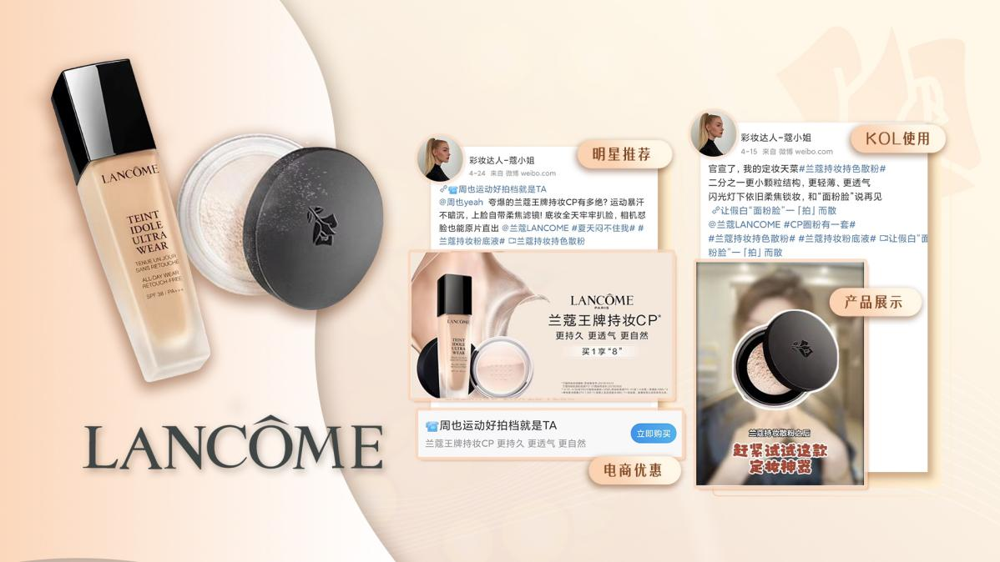 LANCÔME
TEINT
IDOLE
ULTRA
WEAR
TENUE UN JOUR
SANS RETOUCHE
ALL DAY WEAR
RETOUCH-FREE
SPF 38 / PA+++
LANCÔME
明星推荐
彩妆达人-蔻小姐
4-24 来自 微博 weibo.com
周也运动好拍档就是TA
@周也yeah 夸爆的兰蔻王牌持妆CP有多绝? 运动暴汗
不暗沉, 上脸自带柔焦滤镜! 底妆全天牢牢扒脸, 相机怼
脸也能原片直出 @兰蔻LANCOME #夏天闷不住我# #
兰蔻持妆粉底液# 兰蔻持妆持色散粉
LANCÔME
TEINT
IDOLE
ULTRA
WEAR
LANCÔME
PARIS
兰蔻王牌持妆CP*
更持久 更透气 更自然
买1享“8”
周也运动好拍档就是TA
兰蔻王牌持妆CP 更持久 更透气 更自然
立即购买
电商优惠
KOL使用
彩妆达人-蔻小姐
4-15 来自 微博 weibo.com
官宣了, 我的定妆天菜#兰蔻持妆持色散粉#
二分之一更小颗粒结构, 更轻薄、更透气
闪光灯下依旧柔焦锁妆, 和“面粉脸”说再见
让假白“面粉脸”一「拍」而散
@兰蔻LANCOME #CP圈粉有一套#
#兰蔻持妆持色散粉# #兰蔻持妆粉底液# 让假白“面
粉脸”一「拍」而散
产品展示
兰蔻持妆散粉之后
赶紧试试这款
定妆神器